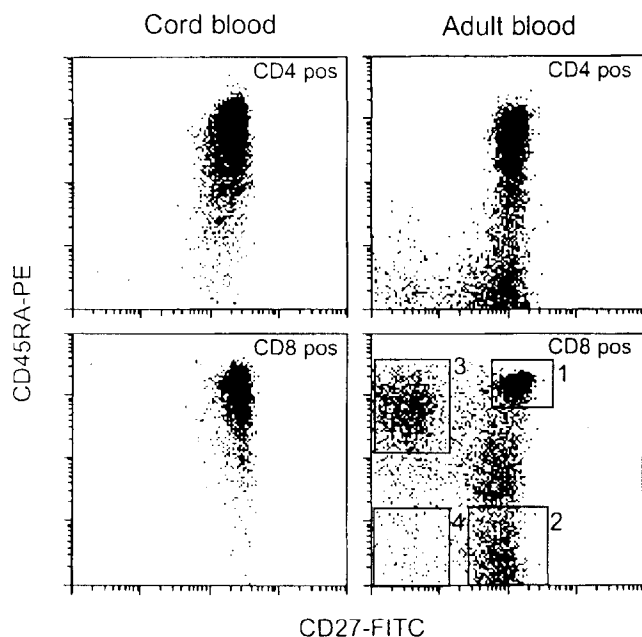 Cord blood
Adult blood
CD4 pos
CD4 pos
CD45RA-PE
CD8 pos
CD8 pos
3
1
4
2
CD27-FITC